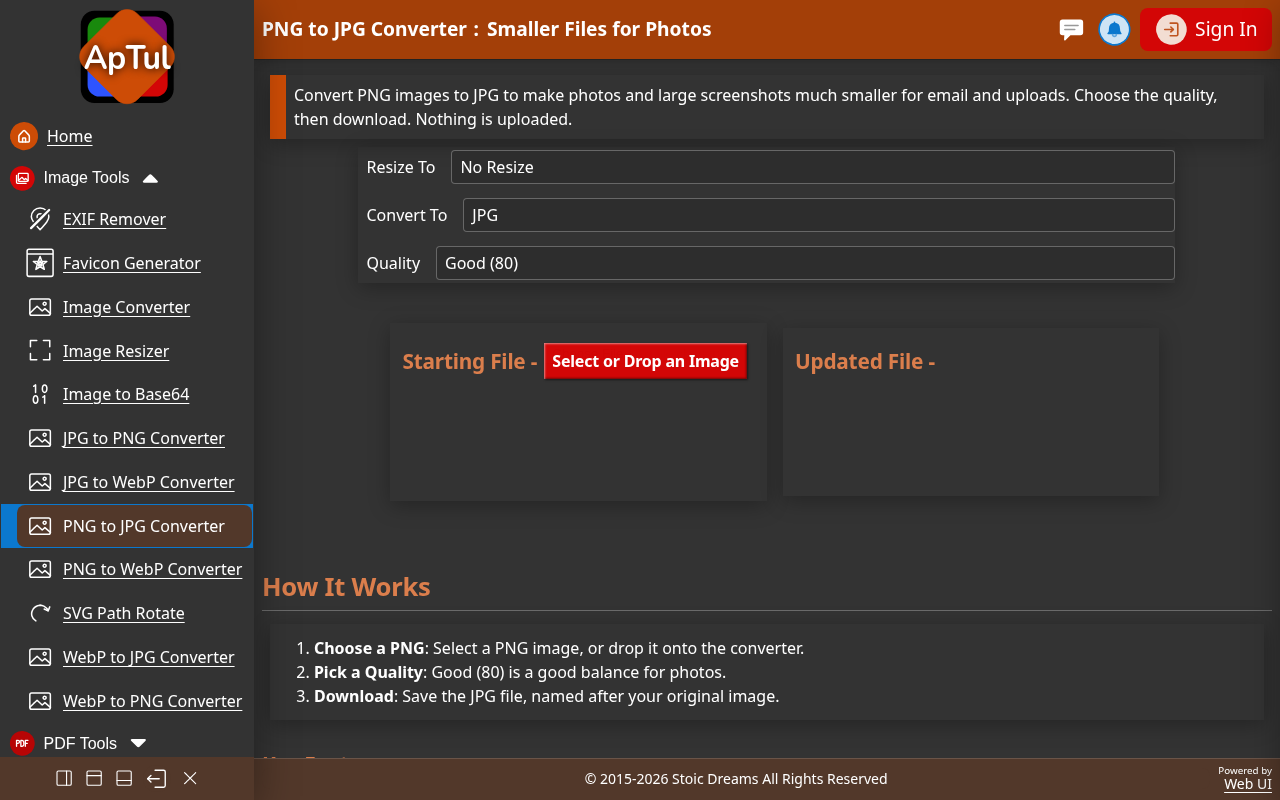 ApTul
Home
Image Tools
EXIF Remover
Favicon Generator
Image Converter
Image Resizer
Image to Base64
JPG to PNG Converter
JPG to WebP Converter
PNG to JPG Converter
PNG to WebP Converter
SVG Path Rotate
WebP to JPG Converter
WebP to PNG Converter
PDF Tools
PNG to JPG Converter : Smaller Files for Photos
Sign In
Convert PNG images to JPG to make photos and large screenshots much smaller for email and uploads. Choose the quality,
then download. Nothing is uploaded.
Resize To No Resize
Convert To JPG
Quality Good (80)
Starting File - Select or Drop an Image
Updated File -
How It Works
1. Choose a PNG: Select a PNG image, or drop it onto the converter.
2. Pick a Quality: Good (80) is a good balance for photos.
3. Download: Save the JPG file, named after your original image.
© 2015-2026 Stoic Dreams All Rights Reserved
Powered by
Web UI